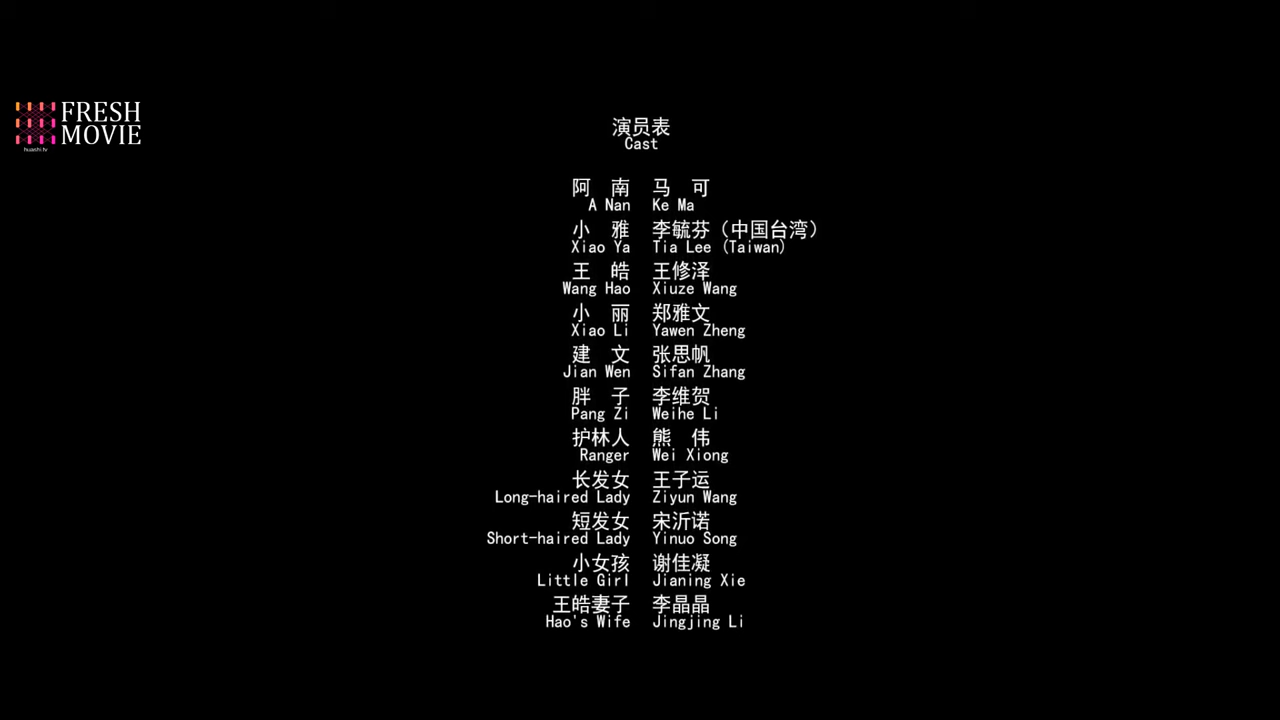 FRESH
MOVIE
huashi.tv
演员表
Cast
阿 南 马 可
A Nan Ke Ma
小 雅 李毓芬（中国台湾）
Xiao Ya Tia Lee (Taiwan)
王 皓 王修泽
Wang Hao Xiuze Wang
小 丽 郑雅文
Xiao Li Yawen Zheng
建 文 张思帆
Jian Wen Sifan Zhang
胖 子 李维贺
Pang Zi Weihe Li
护林人 熊 伟
Ranger Wei Xiong
长发女 王子运
Long-haired Lady Ziyun Wang
短发女 宋沂诺
Short-haired Lady Yinuo Song
小女孩 谢佳凝
Little Girl Jianing Xie
王皓妻子 李晶晶
Hao's Wife Jingjing Li